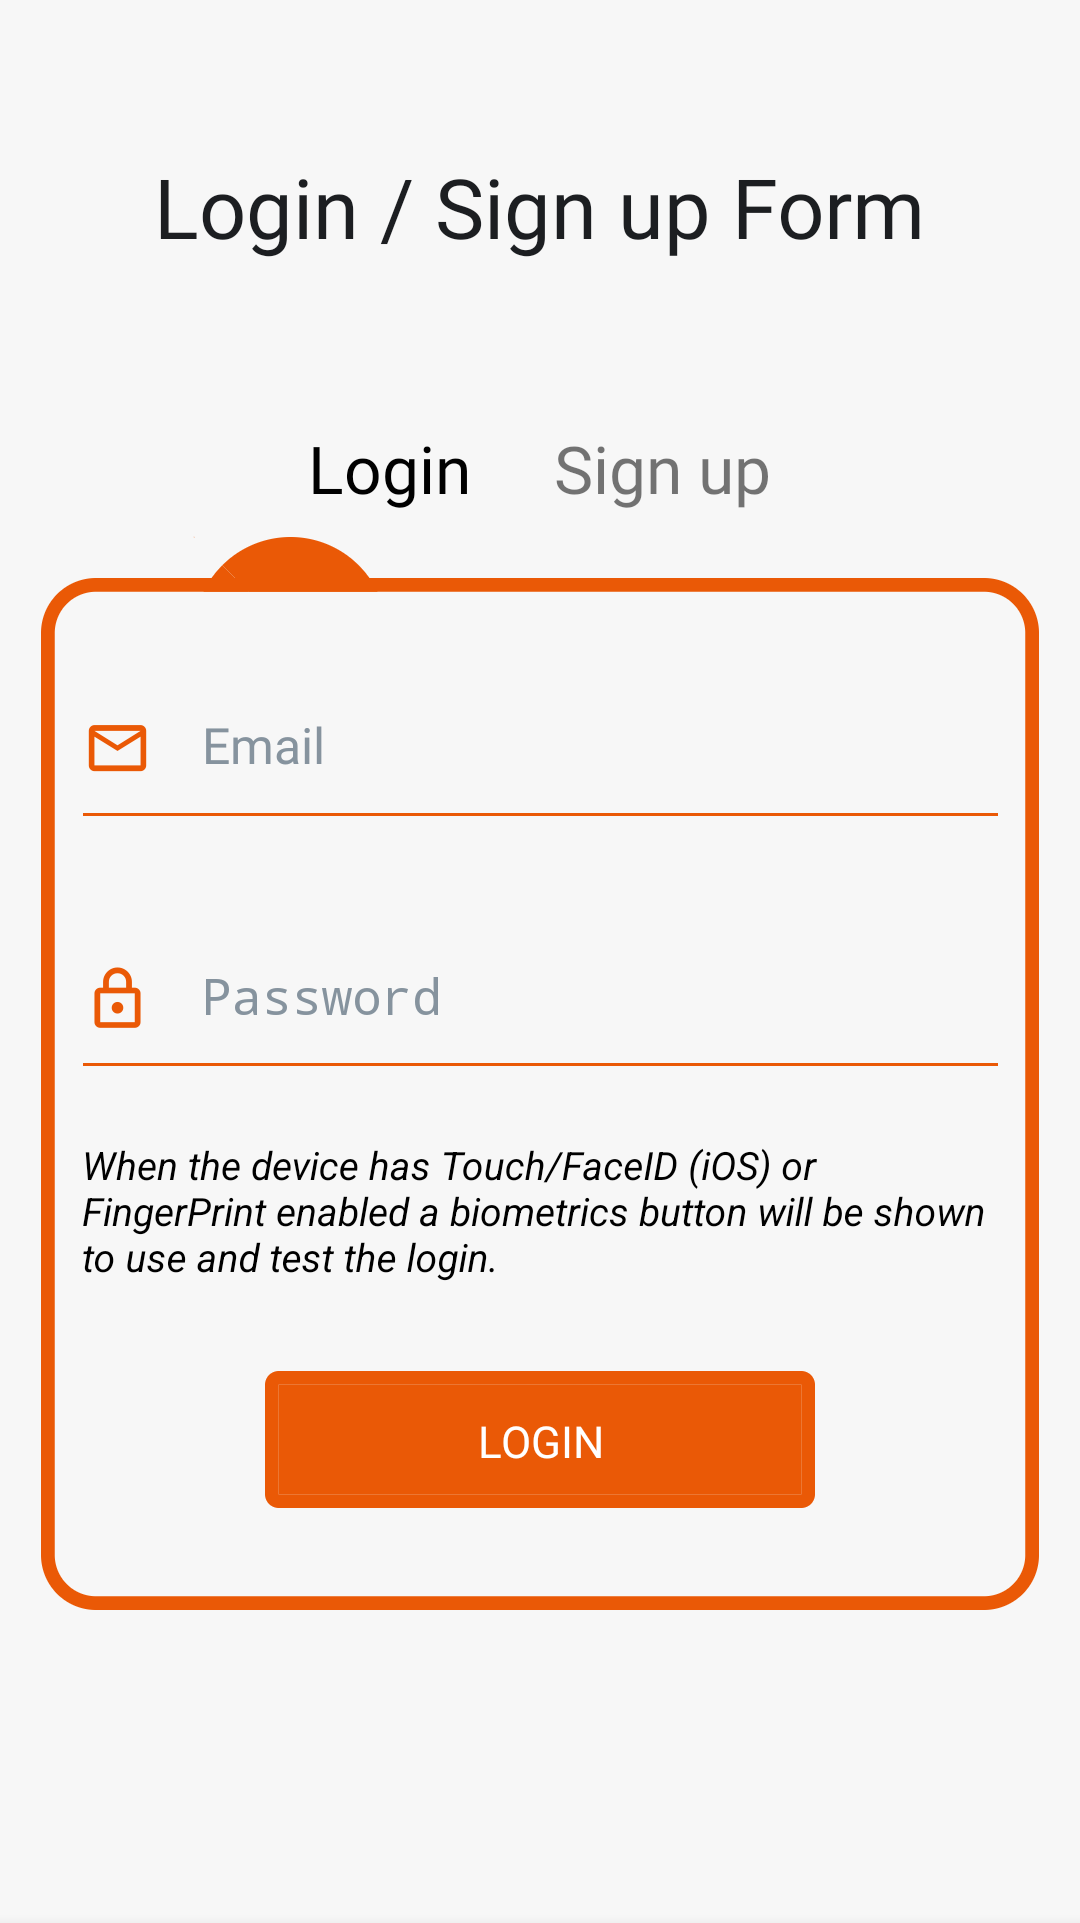 Login / Sign up Form
Login Sign up
Email
Password
When the device has Touch/FaceID (iOS) or
FingerPrint enabled a biometrics button will be shown
to use and test the login.
LOGIN